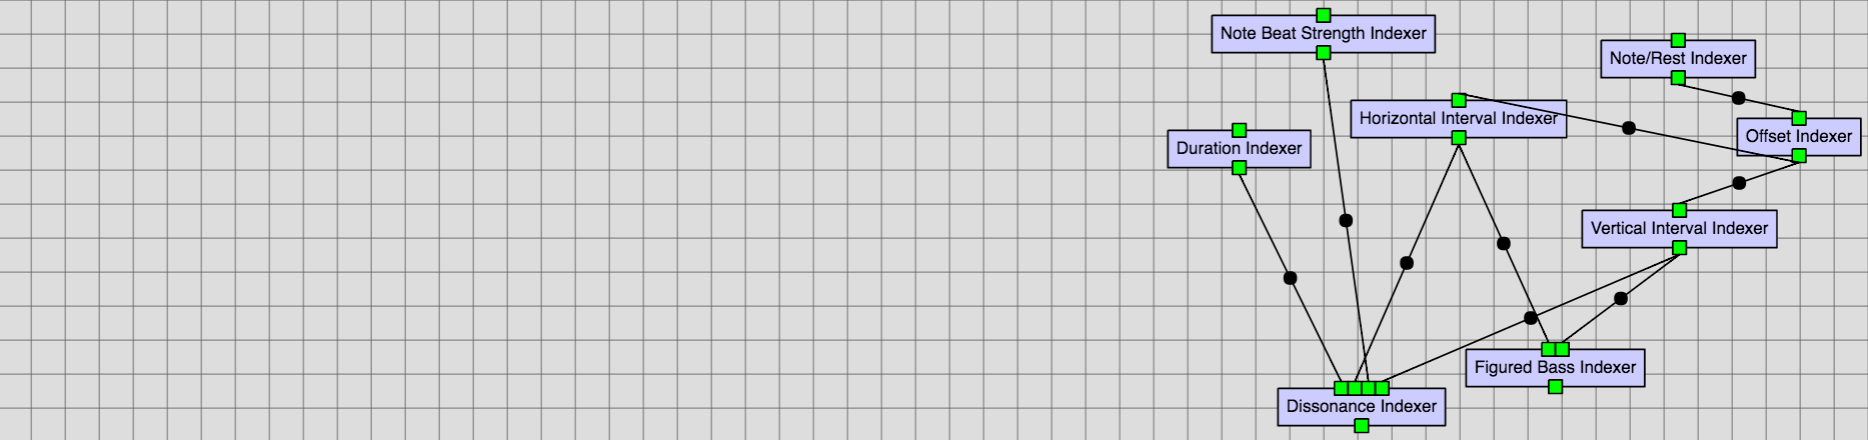 Note Beat Strength Indexer
Note/Rest Indexer
Horizontal Interval Indexer
Offset Indexer
Duration Indexer
Vertical Interval Indexer
Figured Bass Indexer
Dissonance Indexer